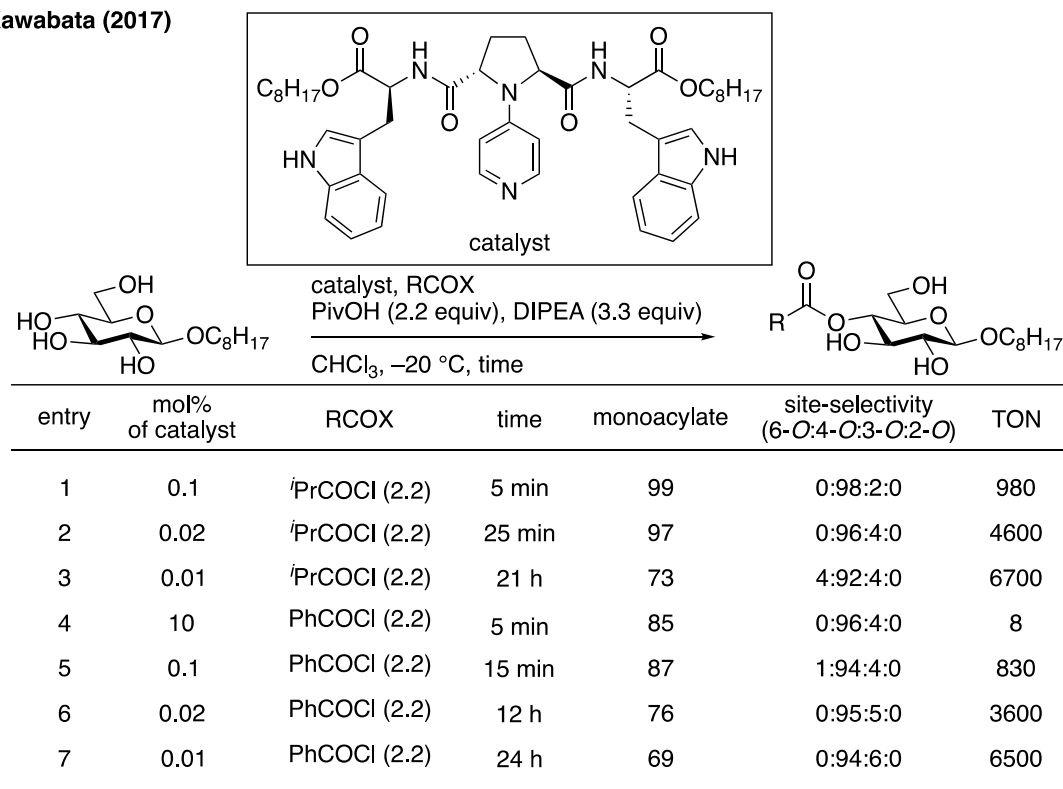 awabata (2017)
C8H17O
O
H
N
O
N
H
N
O
O
OC8H17
HN
N
NH
catalyst
OH
HO
HO
O
HO
O
C8H17
catalyst, RCOX
PivOH (2.2 equiv), DIPEA (3.3 equiv)
CHCl3, –20 °C, time
O
R
O
HO
OH
O
HO
O
C8H17
entry mol% of catalyst RCOX time monoacylate site-selectivity (6-O:4-O:3-O:2-O) TON
1 0.1 iPrCOCl (2.2) 5 min 99 0:98:2:0 980
2 0.02 iPrCOCl (2.2) 25 min 97 0:96:4:0 4600
3 0.01 iPrCOCl (2.2) 21 h 73 4:92:4:0 6700
4 10 PhCOCl (2.2) 5 min 85 0:96:4:0 8
5 0.1 PhCOCl (2.2) 15 min 87 1:94:4:0 830
6 0.02 PhCOCl (2.2) 12 h 76 0:95:5:0 3600
7 0.01 PhCOCl (2.2) 24 h 69 0:94:6:0 6500